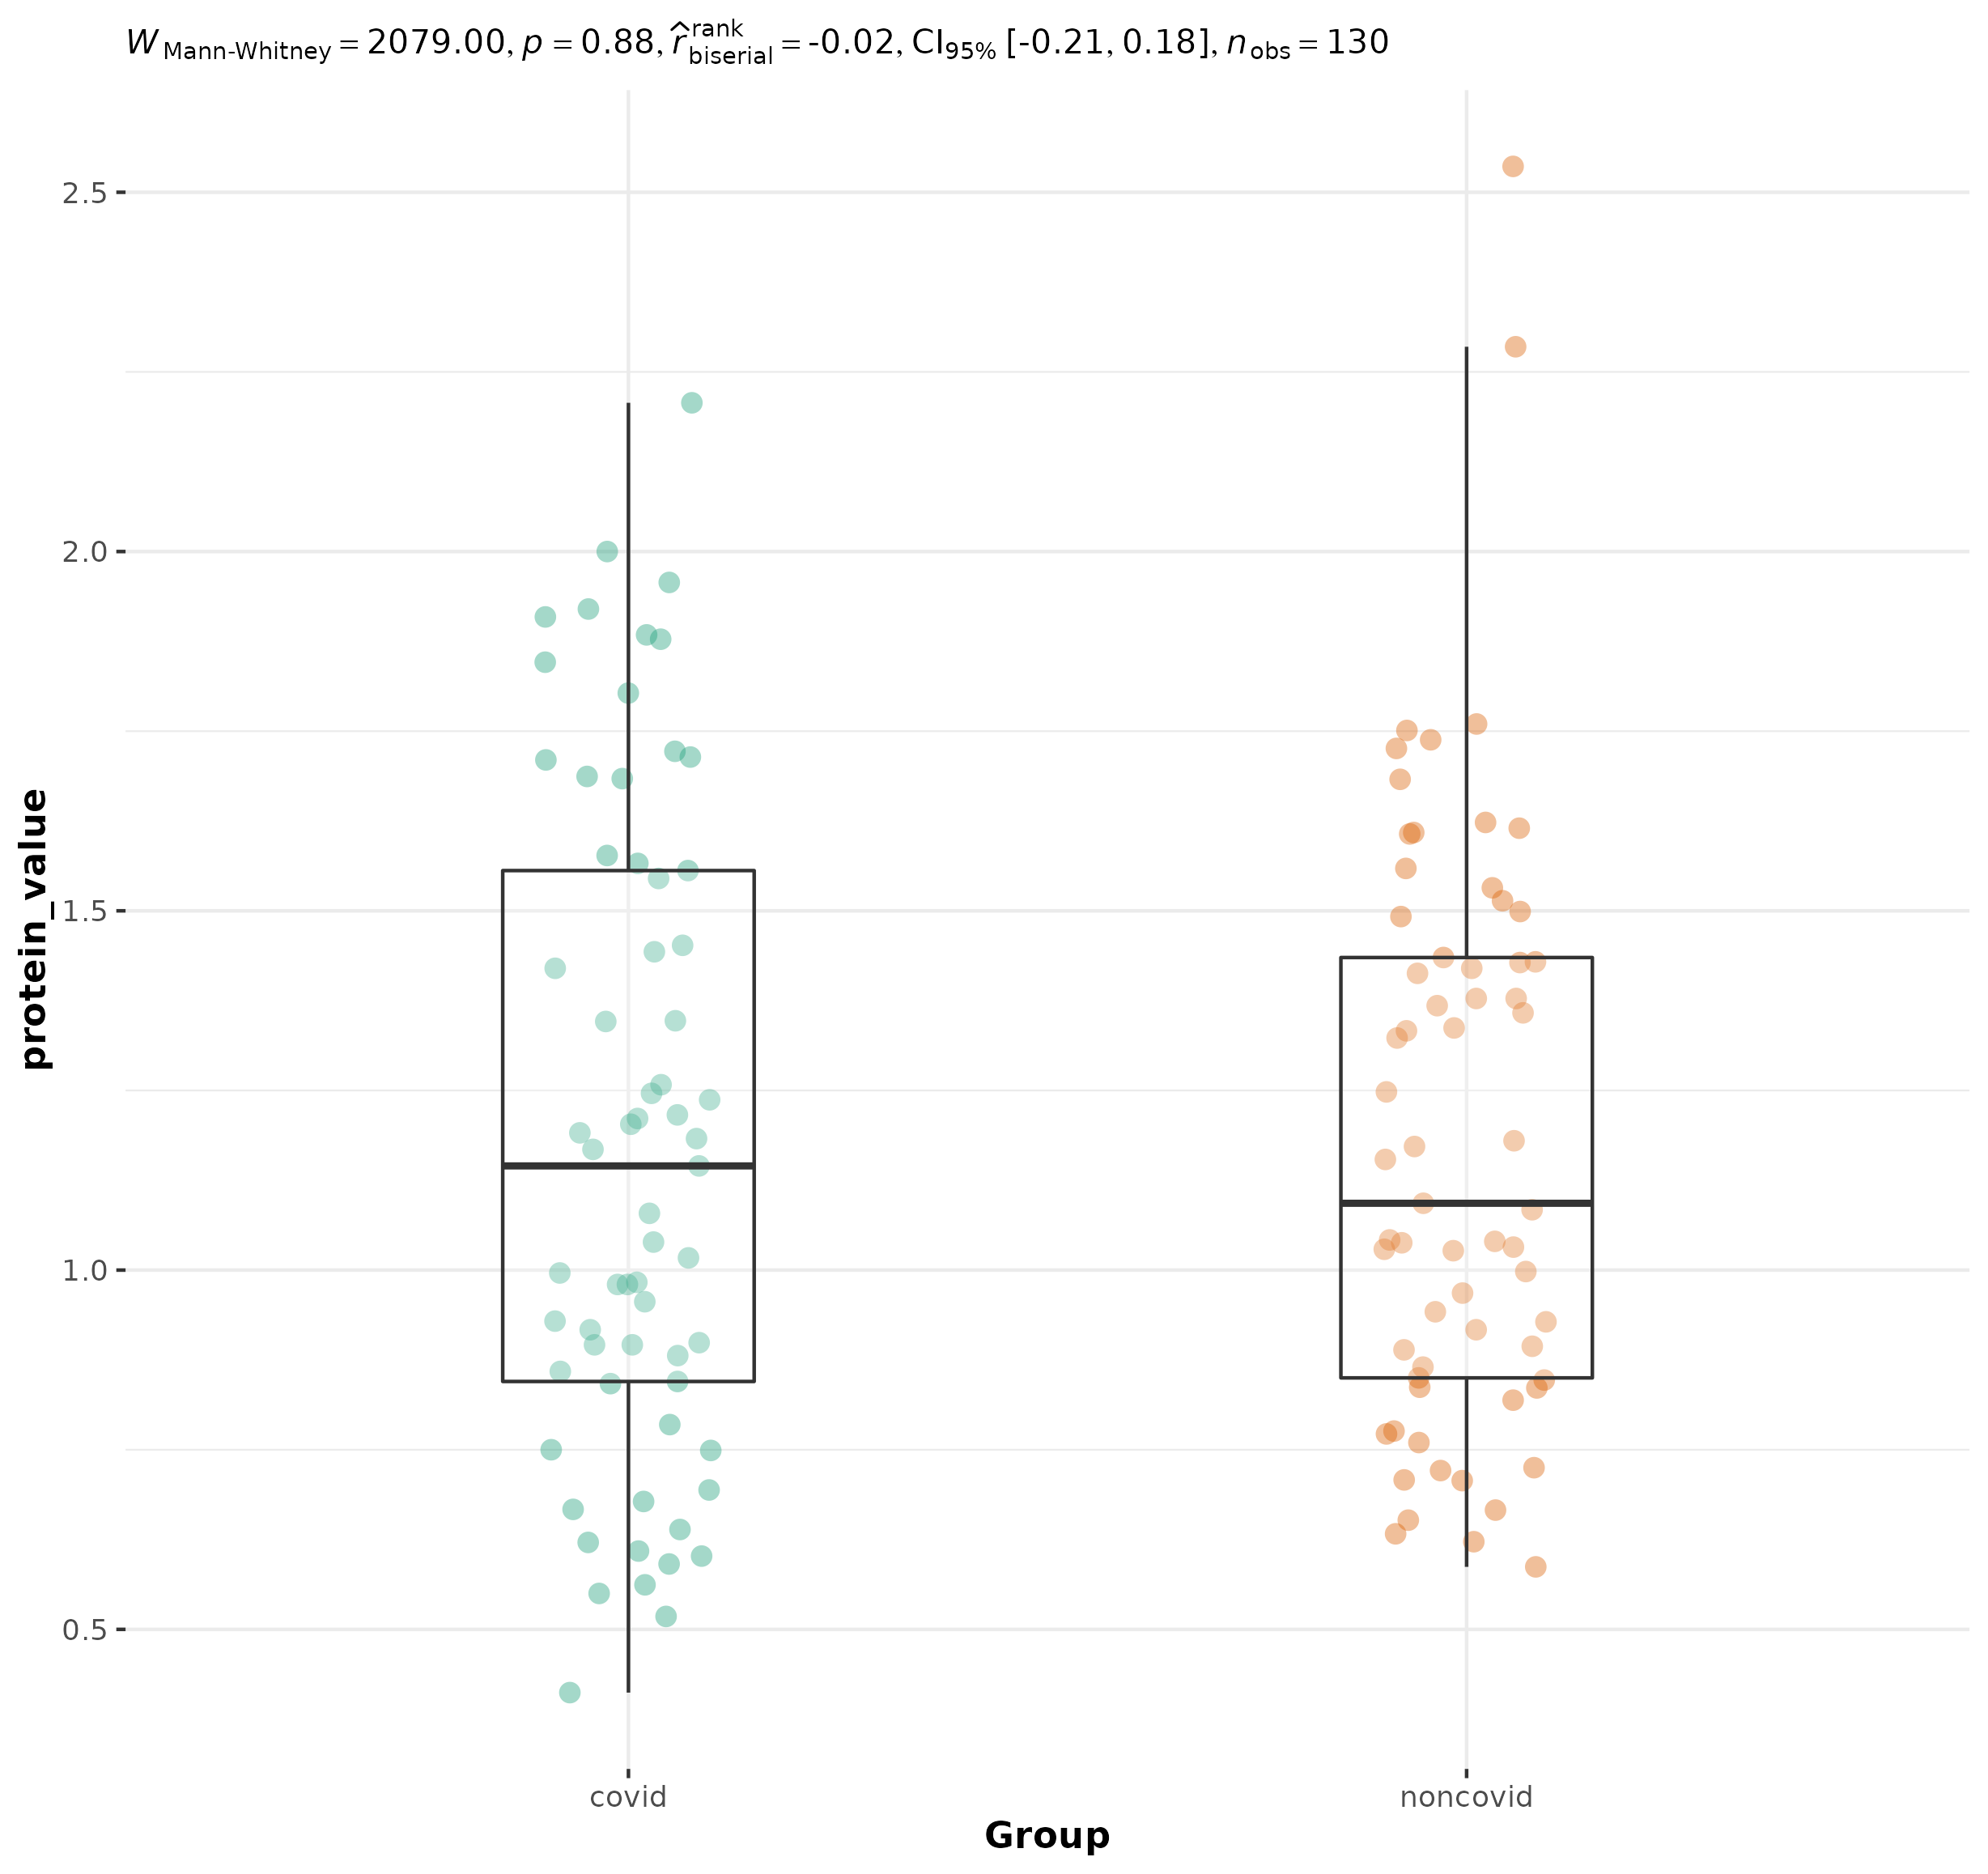 W Mann-Whitney = 2079.00, p = 0.88, r̂ rank biserial = -0.02, CI95% [-0.21, 0.18], nobs = 130
2.5
2.0
1.5
1.0
0.5
protein_value
covid noncovid
Group